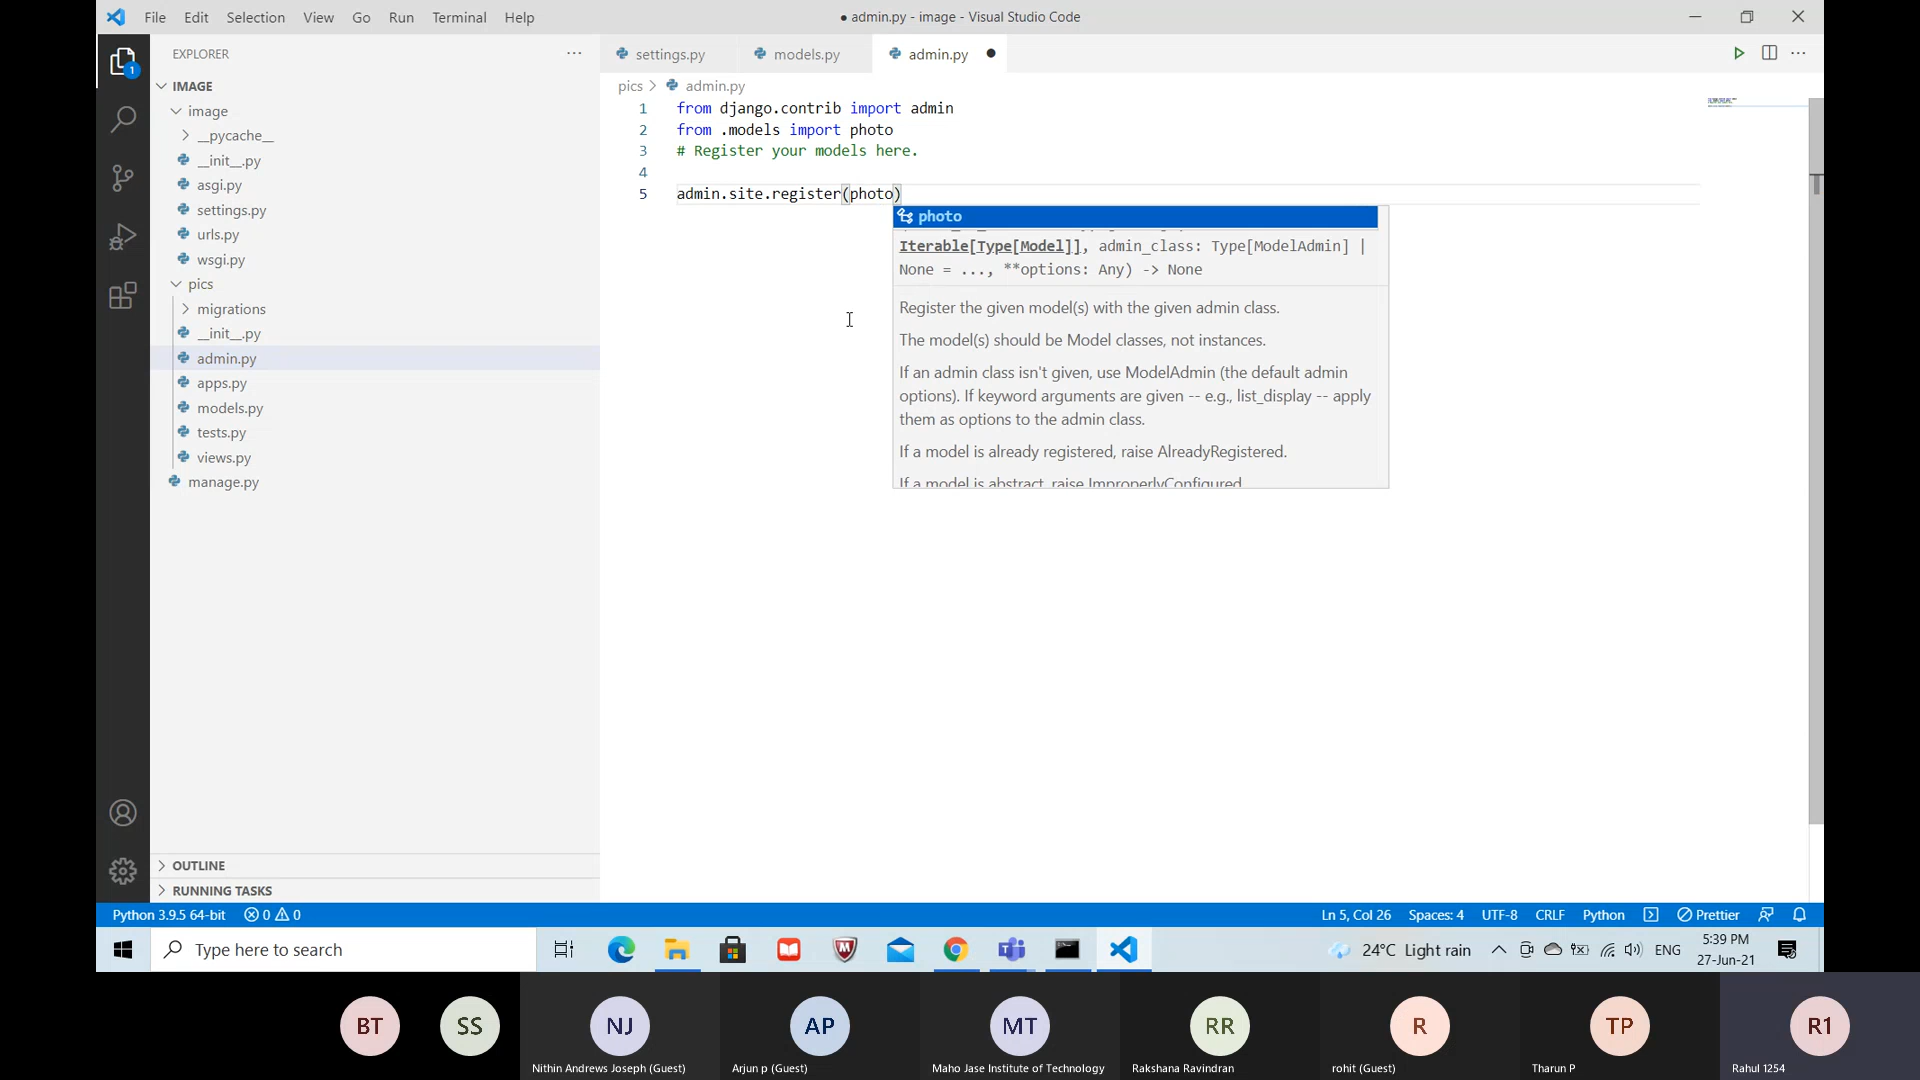 File Edit Selection View Go Run Terminal Help
● admin.py - image - Visual Studio Code
EXPLORER
settings.py
models.py
admin.py
pics > admin.py
IMAGE
image
__pycache__
__init__.py
asgi.py
settings.py
urls.py
wsgi.py
pics
migrations
__init__.py
admin.py
apps.py
models.py
tests.py
views.py
manage.py
OUTLINE
RUNNING TASKS
1 from django.contrib import admin
2 from .models import photo
3 # Register your models here.
4
5 admin.site.register(photo)
photo
Iterable[Type[Model]], admin_class: Type[ModelAdmin] |
None = ..., **options: Any) -> None
Register the given model(s) with the given admin class.
The model(s) should be Model classes, not instances.
If an admin class isn't given, use ModelAdmin (the default admin
options). If keyword arguments are given -- e.g., list_display -- apply
them as options to the admin class.
If a model is already registered, raise AlreadyRegistered.
If a model is abstract, raise ImproperlyConfigured.
1
Python 3.9.5 64-bit 0 0
Ln 5, Col 26 Spaces: 4 UTF-8 CRLF Python Prettier
Type here to search
24°C Light rain
ENG
5:39 PM
27-Jun-21
BT
SS
NJ
AP
MT
RR
R
TP
R1
Nithin Andrews Joseph (Guest)
Arjun p (Guest)
Maho Jase Institute of Technology
Rakshana Ravindran
rohit (Guest)
Tharun P
Rahul 1254